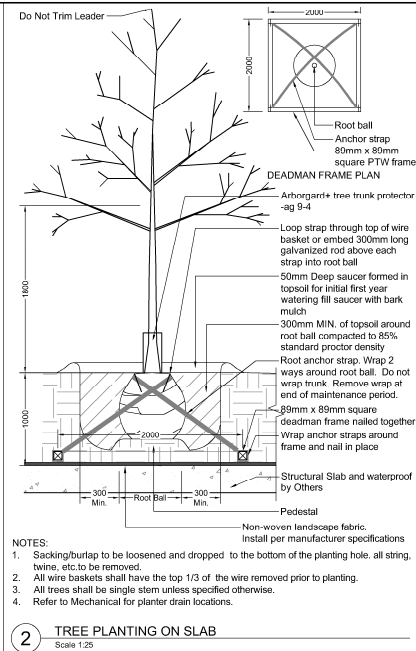 Do Not Trim Leader
2000
2000
Root ball
Anchor strap
89mm x 89mm
square PTW frame
DEADMAN FRAME PLAN
Arborgard+ tree trunk protector
-ag 9-4
Loop strap through top of wire
basket or embed 300mm long
galvanized rod above each
strap into root ball
50mm Deep saucer formed in
topsoil for initial first year
watering fill saucer with bark
mulch
300mm MIN. of topsoil around
root ball compacted to 85%
standard proctor density
Root anchor strap. Wrap 2
ways around root ball. Do not
wrap trunk. Remove wrap at
end of maintenance period.
89mm x 89mm square
deadman frame nailed together
Wrap anchor straps around
frame and nail in place
Structural Slab and waterproof
by Others
Pedestal
Non-woven landscape fabric.
Install per manufacturer specifications
1800
1000
2000
300
Min.
Root Ball
300
Min.
NOTES:
1. Sacking/burlap to be loosened and dropped to the bottom of the planting hole. all string,
twine, etc.to be removed.
2. All wire baskets shall have the top 1/3 of the wire removed prior to planting.
3. All trees shall be single stem unless specified otherwise.
4. Refer to Mechanical for planter drain locations.
2
TREE PLANTING ON SLAB
Scale 1:25